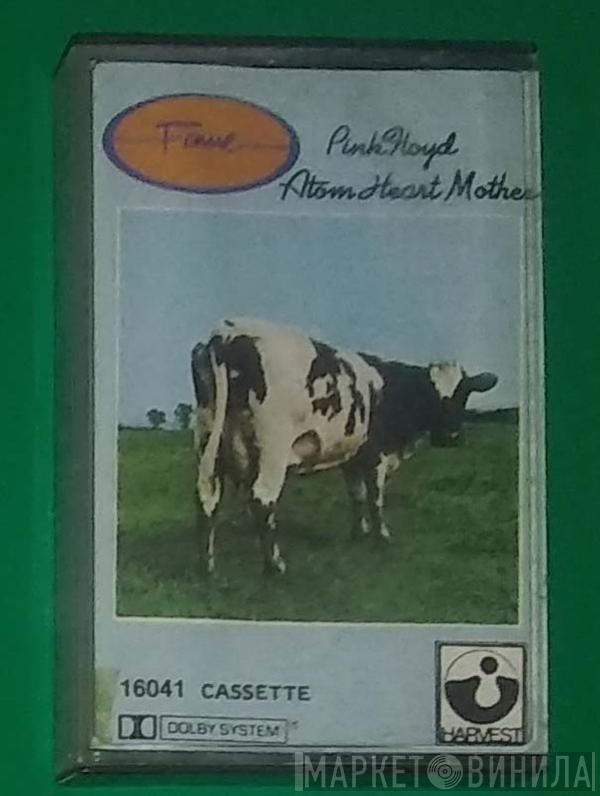 Fame
Pink Floyd
Atom Heart Mother
16041 CASSETTE
DOLBY SYSTEM
HARVEST
МАРКЕТ ВИНИЛА